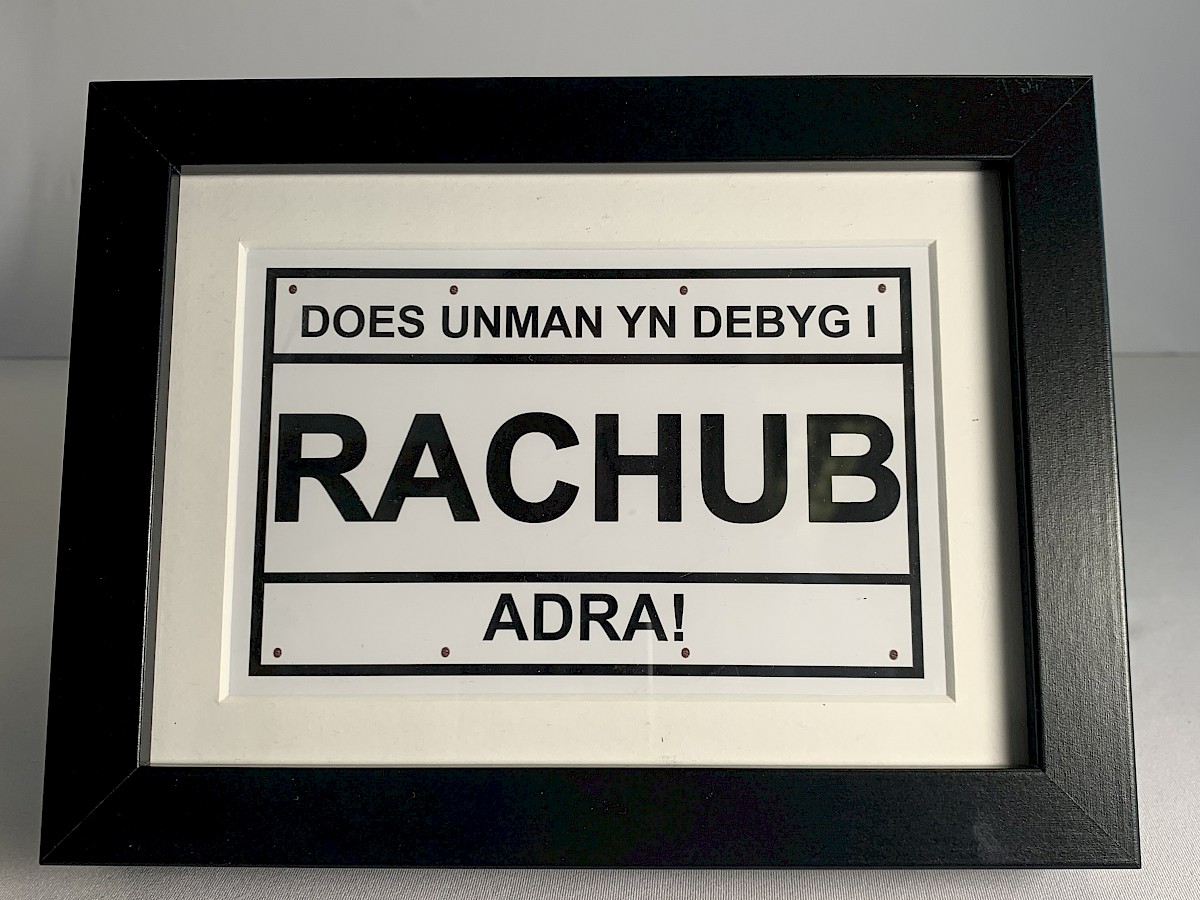 DOES UNMAN YN DEBYG I
RACHUB
ADRA!